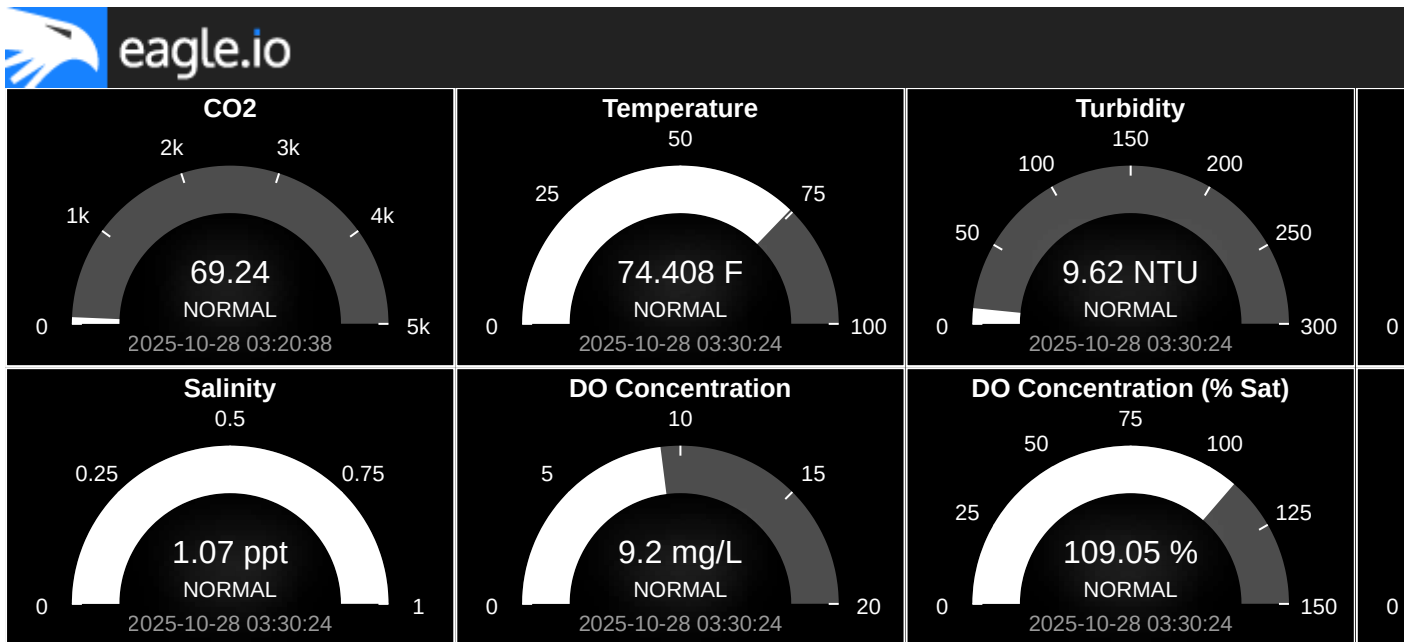 eagle.io
CO2
2k
3k
1k
4k
69.24
NORMAL
0
5k
2025-10-28 03:20:38
Temperature
50
25
75
74.408 F
NORMAL
0
100
2025-10-28 03:30:24
Turbidity
150
100
200
50
250
9.62 NTU
NORMAL
0
300
2025-10-28 03:30:24
0
Salinity
0.5
0.25
0.75
1.07 ppt
NORMAL
0
1
2025-10-28 03:30:24
DO Concentration
10
5
15
9.2 mg/L
NORMAL
0
20
2025-10-28 03:30:24
DO Concentration (% Sat)
75
50
100
25
125
109.05 %
NORMAL
0
150
2025-10-28 03:30:24
0